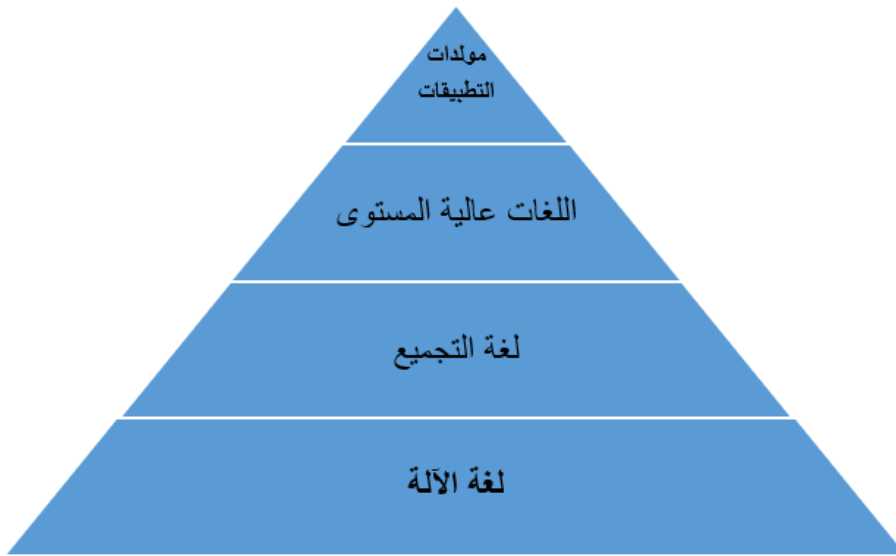 مولدات
التطبيقات
اللغات عالية المستوى
لغة التجميع
لغة الآلة